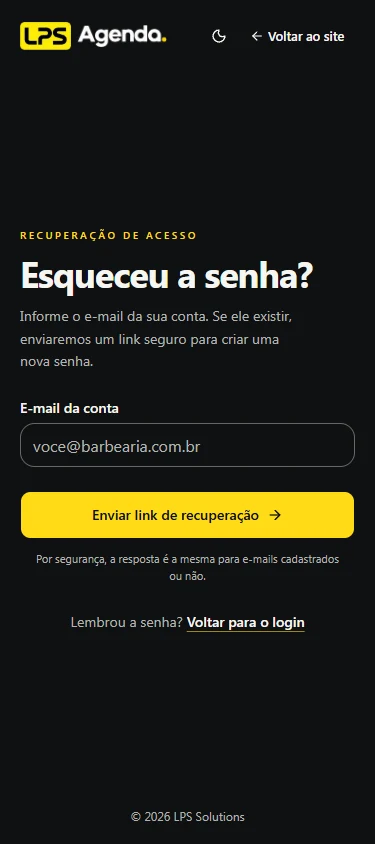 LPS Agenda.
Voltar ao site
RECUPERAÇÃO DE ACESSO
Esqueceu a senha?
Informe o e-mail da sua conta. Se ele existir,
enviaremos um link seguro para criar uma
nova senha.
E-mail da conta
voce@barbearia.com.br
Enviar link de recuperação
Por segurança, a resposta é a mesma para e-mails cadastrados
ou não.
Lembrou a senha? Voltar para o login
© 2026 LPS Solutions